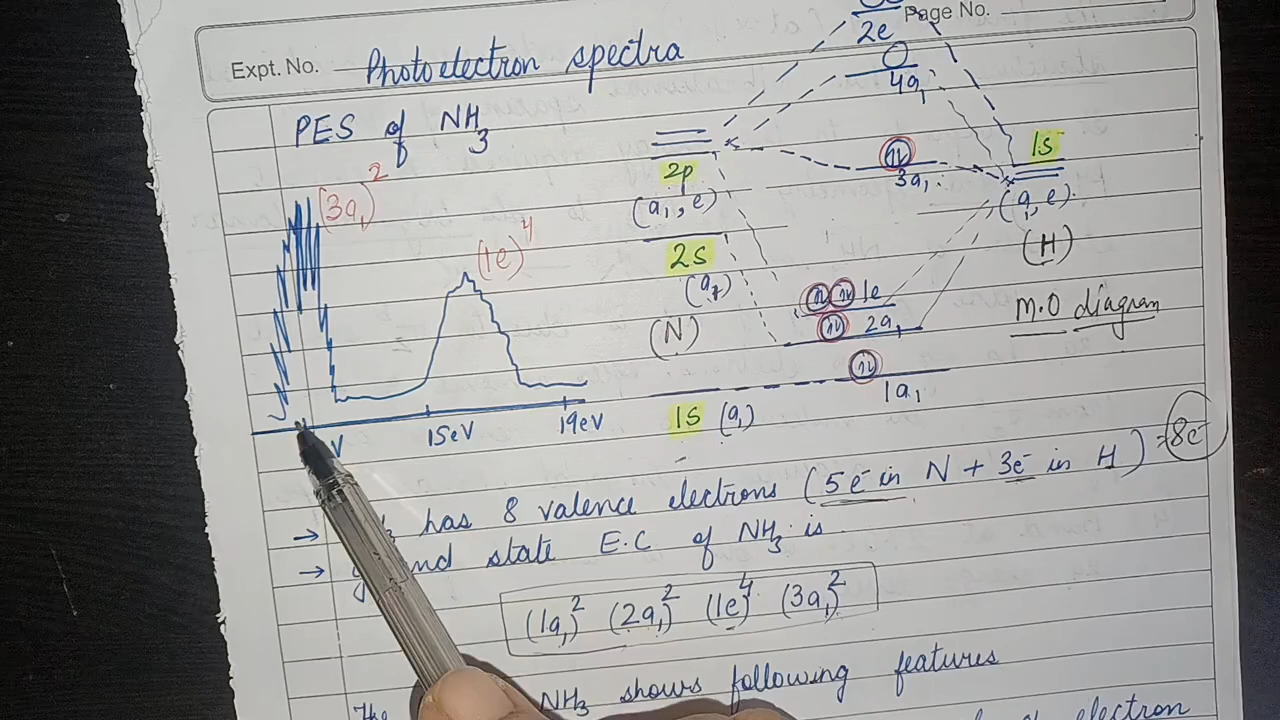 Page No.
Expt. No. Photoelectron spectra
PES of NH3
(3a1)2
(1e)4
V 15eV 19eV
2e
4a1
2p
(a1, e)
3a1
1s
(a1, e)
(H)
2s
(a1)
(N)
1e
2a1
M.O diagram
1s (a1)
1a1
→ has 8 valence electrons (5e- in N + 3e- in H) = 8e-
→ state E.C of NH3 is
(1a1)2 (2a1)2 (1e)4 (3a1)2
The NH3 shows following features
electron